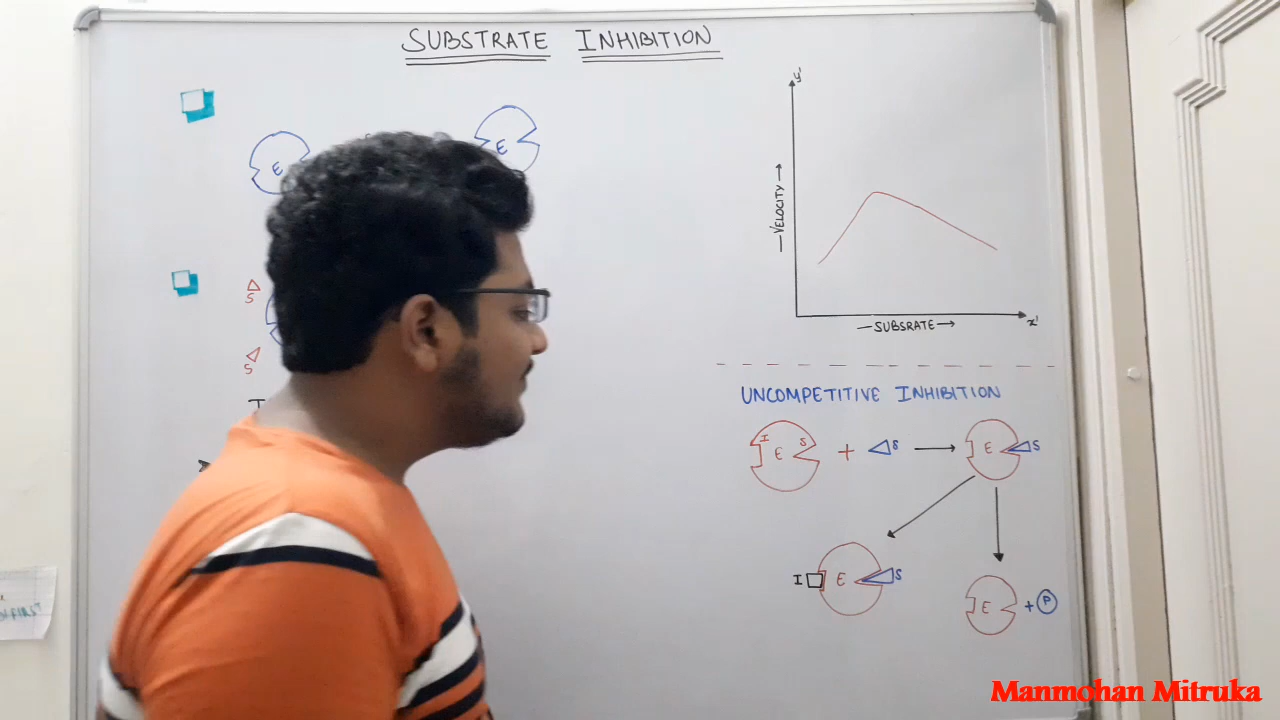 SUBSTRATE INHIBITION
E
E
S
S
y'
VELOCITY
SUBSRATE
x'
UNCOMPETITIVE INHIBITION
I E S + S E S
I E S
E + P
Manmohan Mitruka